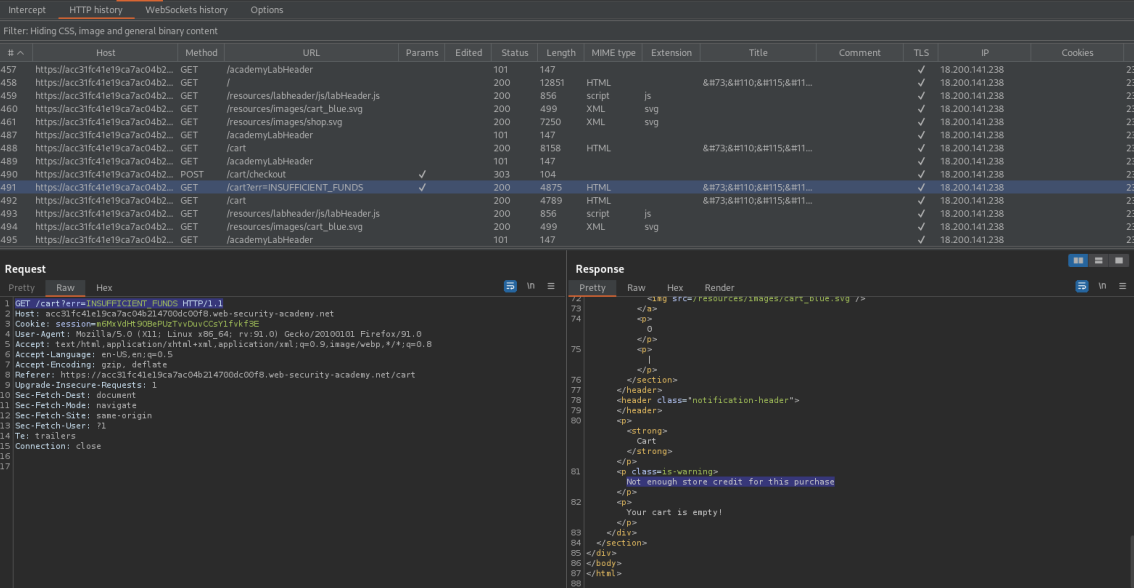 Intercept HTTP history WebSockets history Options
Filter: Hiding CSS, image and general binary content
# Host Method URL Params Edited Status Length MIME type Extension Title Comment TLS IP Cookies
457 https://acc31fc41e19ca7ac04b2... GET /academyLabHeader 101 147 ✓ 18.200.141.238 23
458 https://acc31fc41e19ca7ac04b2... GET / 200 12851 HTML &#73;&#110;&#115;&#11... ✓ 18.200.141.238 23
459 https://acc31fc41e19ca7ac04b2... GET /resources/labheader/js/labHeader.js 200 856 script js ✓ 18.200.141.238 23
460 https://acc31fc41e19ca7ac04b2... GET /resources/images/cart_blue.svg 200 499 XML svg ✓ 18.200.141.238 23
461 https://acc31fc41e19ca7ac04b2... GET /resources/images/shop.svg 200 7250 XML svg ✓ 18.200.141.238 23
487 https://acc31fc41e19ca7ac04b2... GET /academyLabHeader 101 147 ✓ 18.200.141.238 23
488 https://acc31fc41e19ca7ac04b2... GET /cart 200 8158 HTML &#73;&#110;&#115;&#11... ✓ 18.200.141.238 23
489 https://acc31fc41e19ca7ac04b2... GET /academyLabHeader 101 147 ✓ 18.200.141.238 23
490 https://acc31fc41e19ca7ac04b2... POST /cart/checkout ✓ 303 104 ✓ 18.200.141.238 23
491 https://acc31fc41e19ca7ac04b2... GET /cart?err=INSUFFICIENT_FUNDS ✓ 200 4875 HTML &#73;&#110;&#115;&#11... ✓ 18.200.141.238 23
492 https://acc31fc41e19ca7ac04b2... GET /cart 200 4789 HTML &#73;&#110;&#115;&#11... ✓ 18.200.141.238 23
493 https://acc31fc41e19ca7ac04b2... GET /resources/labheader/js/labHeader.js 200 856 script js ✓ 18.200.141.238 23
494 https://acc31fc41e19ca7ac04b2... GET /resources/images/cart_blue.svg 200 499 XML svg ✓ 18.200.141.238 23
495 https://acc31fc41e19ca7ac04b2... GET /academyLabHeader 101 147 ✓ 18.200.141.238 23
Request
Pretty Raw Hex \n
1 GET /cart?err=INSUFFICIENT_FUNDS HTTP/1.1
2 Host: acc31fc41e19ca7ac04b214700dc00f8.web-security-academy.net
3 Cookie: session=m6MxVdHt9OBePUzTvvDuvCCsY1fvkf3E
4 User-Agent: Mozilla/5.0 (X11; Linux x86_64; rv:91.0) Gecko/20100101 Firefox/91.0
5 Accept: text/html,application/xhtml+xml,application/xml;q=0.9,image/webp,*/*;q=0.8
6 Accept-Language: en-US,en;q=0.5
7 Accept-Encoding: gzip, deflate
8 Referer: https://acc31fc41e19ca7ac04b214700dc00f8.web-security-academy.net/cart
9 Upgrade-Insecure-Requests: 1
10 Sec-Fetch-Dest: document
11 Sec-Fetch-Mode: navigate
12 Sec-Fetch-Site: same-origin
13 Sec-Fetch-User: ?1
14 Te: trailers
15 Connection: close
16
17
Response
Pretty Raw Hex Render \n
72 <img src=/resources/images/cart_blue.svg />
73 </a>
74 <p>
0
</p>
75 <p>
|
</p>
76 </section>
77 </header>
78 <header class="notification-header">
79 </header>
80 <p>
<strong>
Cart
</strong>
</p>
81 <p class=is-warning>
Not enough store credit for this purchase
</p>
82 <p>
Your cart is empty!
</p>
83 </div>
84 </section>
85 </div>
86 </body>
87 </html>
88